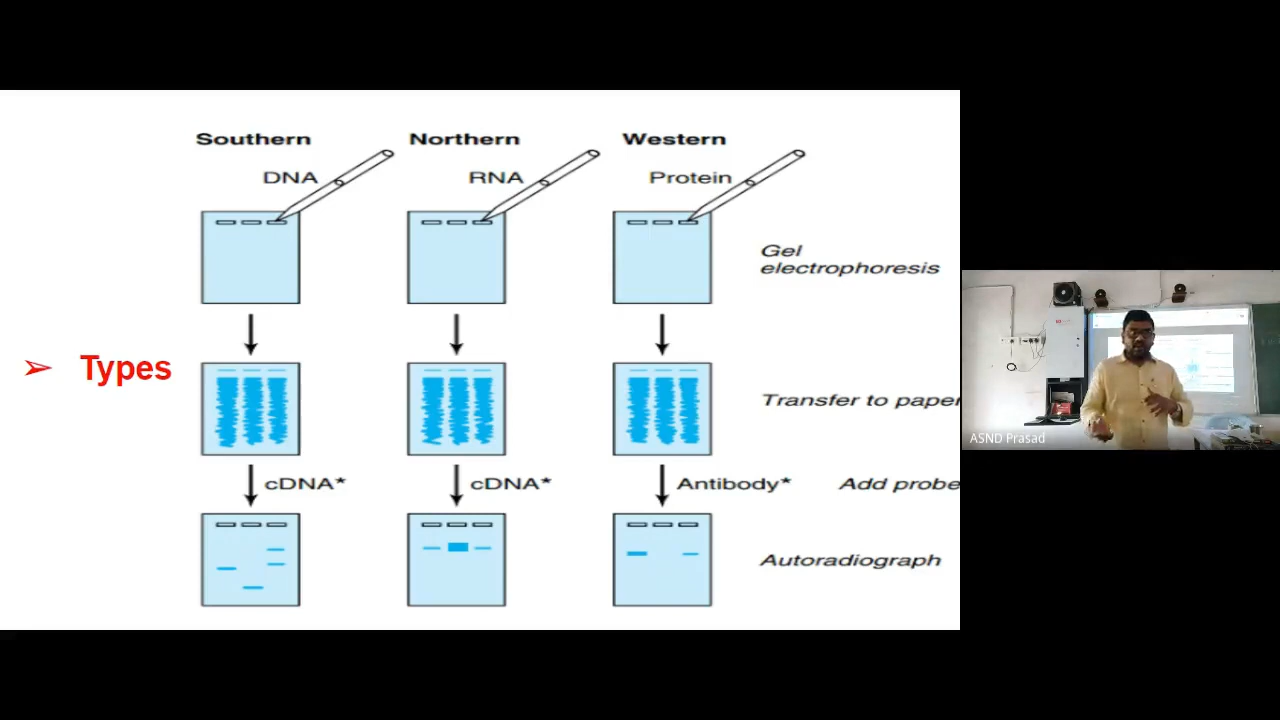 Southern Northern Western
DNA RNA Protein
Gel
electrophoresis
➢ Types
Transfer to paper
cDNA* cDNA* Antibody* Add probe
Autoradiograph
ASND Prasad